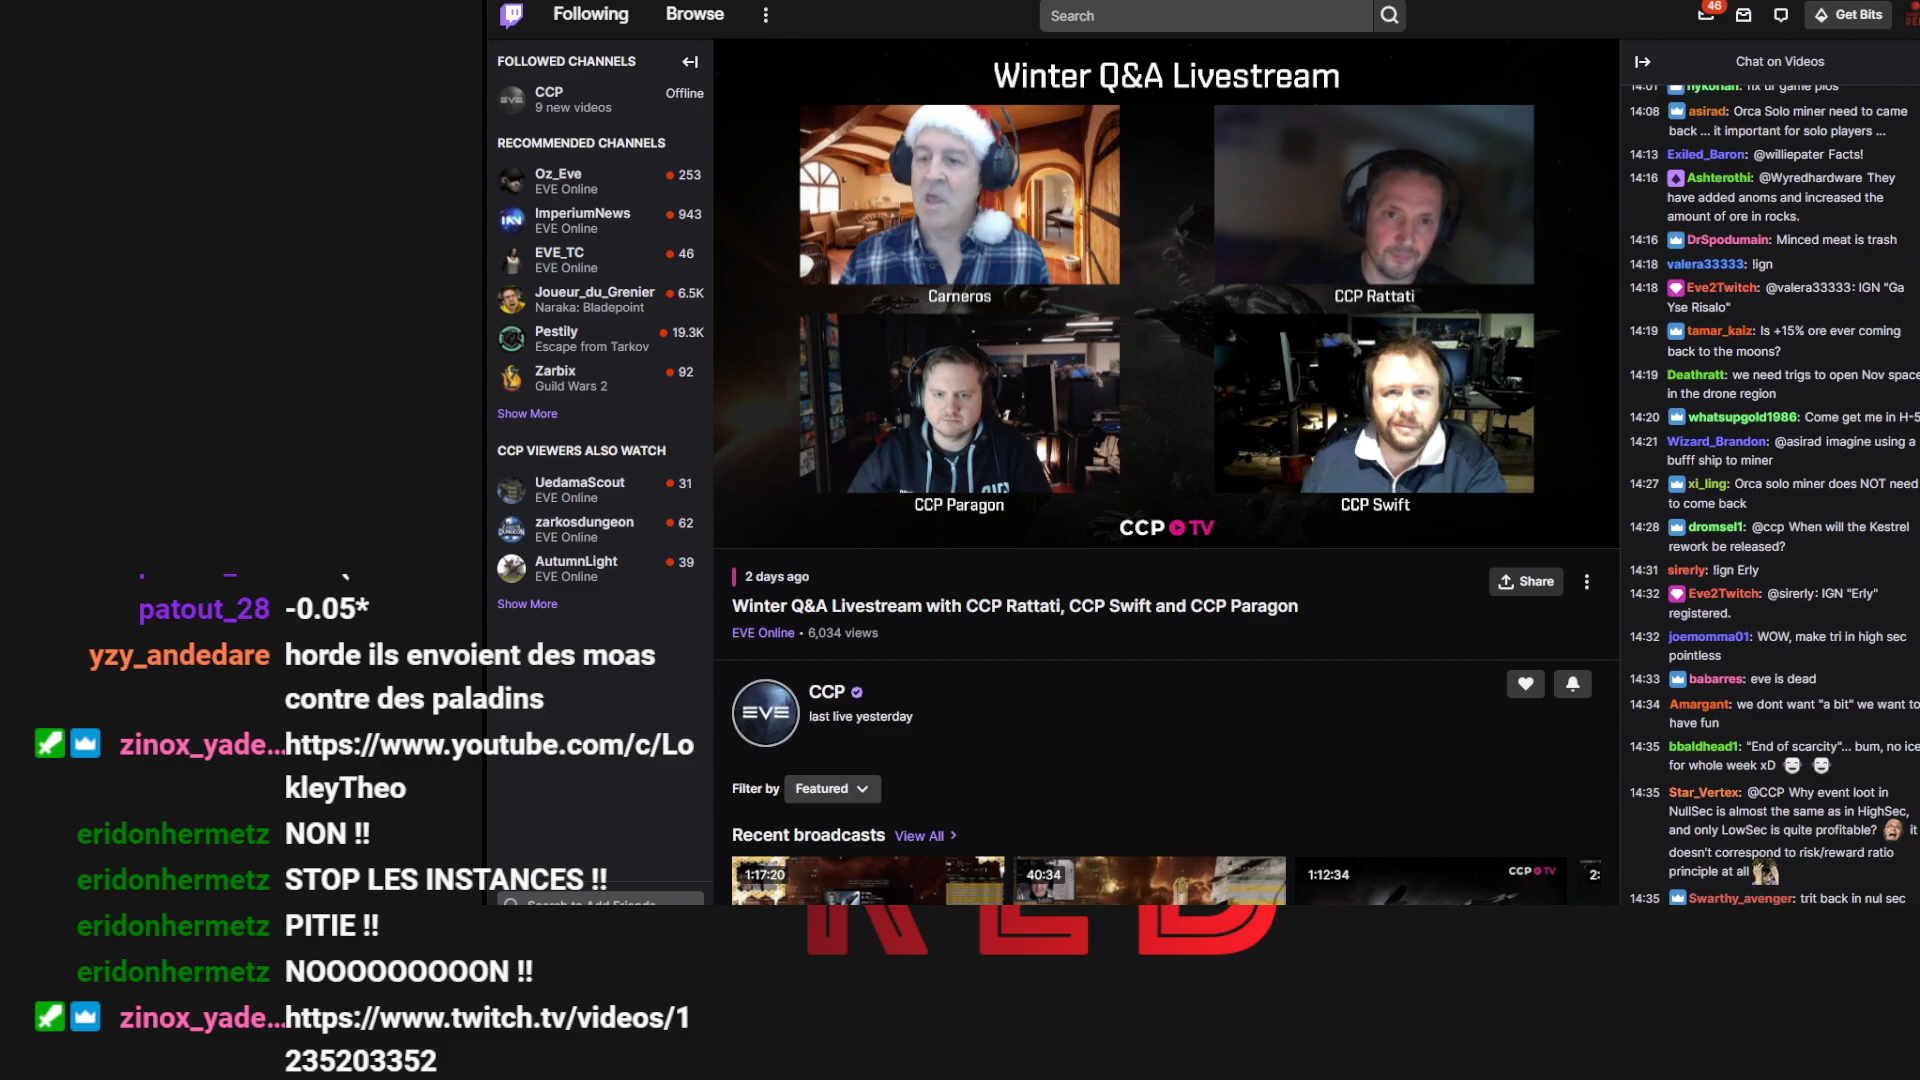 Following
Browse
Search
46
Get Bits
FOLLOWED CHANNELS
CCP
Offline
9 new videos
RECOMMENDED CHANNELS
Oz_Eve
253
EVE Online
ImperiumNews
943
EVE Online
EVE_TC
46
EVE Online
Joueur_du_Grenier
6.5K
Naraka: Bladepoint
Pestily
19.3K
Escape from Tarkov
Zarbix
92
Guild Wars 2
Show More
CCP VIEWERS ALSO WATCH
UedamaScout
31
EVE Online
zarkosdungeon
62
EVE Online
AutumnLight
39
EVE Online
Show More
Search to Add Friends
Winter Q&A Livestream
Carneros
CCP Rattati
CCP Paragon
CCP Swift
CCP TV
2 days ago
Share
Winter Q&A Livestream with CCP Rattati, CCP Swift and CCP Paragon
EVE Online • 6,034 views
EVE
CCP
last live yesterday
Filter by
Featured
Recent broadcasts
View All
1:17:20
40:34
1:12:34
CCP TV
2:
RED
Chat on Videos
14:01 hykorian: fix ur game plos
14:08 asirad: Orca Solo miner need to came
back ... it important for solo players ...
14:13 Exiled_Baron: @williepater Facts!
14:16 Ashterothi: @Wyredhardware They
have added anoms and increased the
amount of ore in rocks.
14:16 DrSpodumain: Minced meat is trash
14:18 valera33333: !ign
14:18 Eve2Twitch: @valera33333: IGN "Ga
Yse Risalo"
14:19 tamar_kaiz: Is +15% ore ever coming
back to the moons?
14:19 Deathratt: we need trigs to open Nov space
in the drone region
14:20 whatsupgold1986: Come get me in H-5
14:21 Wizard_Brandon: @asirad imagine using a
bufff ship to miner
14:27 xi_ling: Orca solo miner does NOT need
to come back
14:28 dromsel1: @ccp When will the Kestrel
rework be released?
14:31 sirerly: !ign Erly
14:32 Eve2Twitch: @sirerly: IGN "Erly"
registered.
14:32 joemomma01: WOW, make tri in high sec
pointless
14:33 babarres: eve is dead
14:34 Amargant: we dont want "a bit" we want to
have fun
14:35 bbaldhead1: "End of scarcity"... bum, no ice
for whole week xD
14:35 Star_Vertex: @CCP Why event loot in
NullSec is almost the same as in HighSec,
and only LowSec is quite profitable? it
doesn't correspond to risk/reward ratio
principle at all
14:35 Swarthy_avenger: trit back in nul sec
patout_28 -0.05*
yzy_andedare horde ils envoient des moas
contre des paladins
zinox_yade... https://www.youtube.com/c/Lo
kleyTheo
eridonhermetz NON !!
eridonhermetz STOP LES INSTANCES !!
eridonhermetz PITIE !!
eridonhermetz NOOOOOOOOON !!
zinox_yade... https://www.twitch.tv/videos/1
235203352